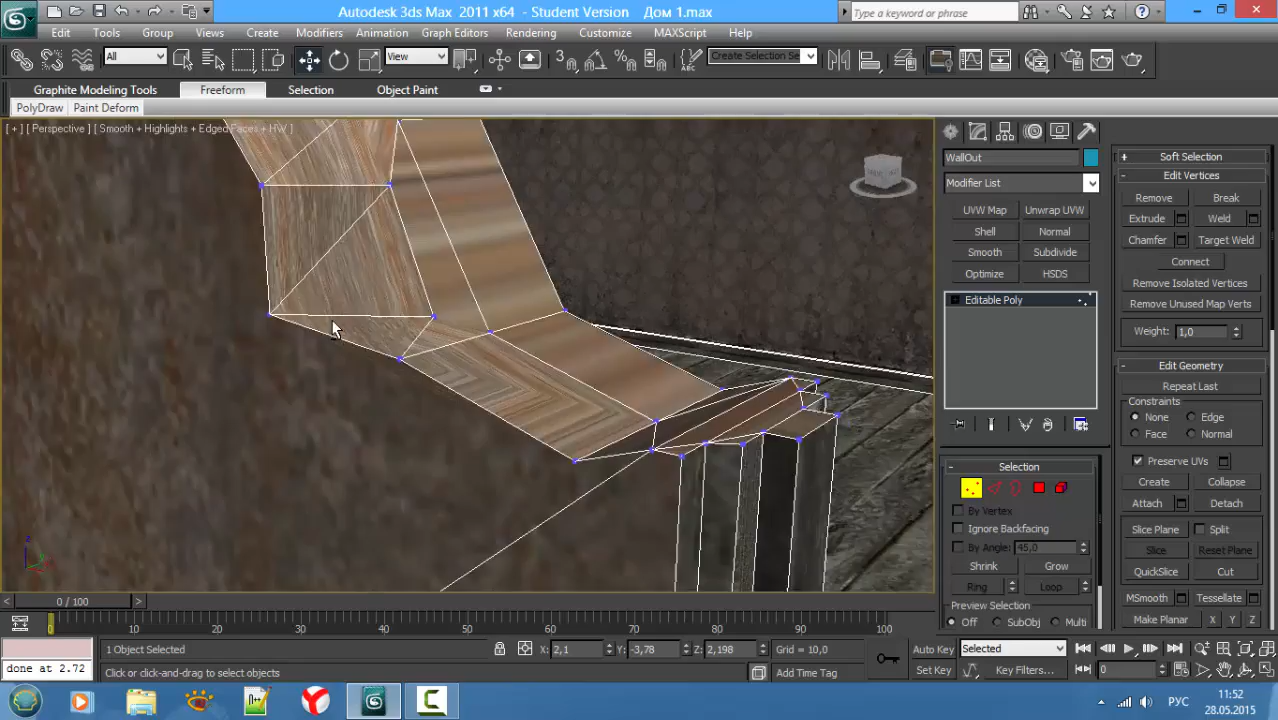 Autodesk 3ds Max 2011 x64 - Student Version Дом 1.max
Type a keyword or phrase
Edit Tools Group Views Create Modifiers Animation Graph Editors Rendering Customize MAXScript Help
All View Create Selection Se
Graphite Modeling Tools Freeform Selection Object Paint
PolyDraw Paint Deform
[ + ] [ Perspective ] [ Smooth + Highlights + Edged Faces + HW ]
WallOut
Modifier List
UVW Map Unwrap UVW
Shell Normal
Smooth Subdivide
Optimize HSDS
Editable Poly
Selection
By Vertex
Ignore Backfacing
By Angle: 45,0
Shrink Grow
Ring Loop
Preview Selection
Off SubObj Multi
Soft Selection
Edit Vertices
Remove Break
Extrude Weld
Chamfer Target Weld
Connect
Remove Isolated Vertices
Remove Unused Map Verts
Weight: 1,0
Edit Geometry
Repeat Last
Constraints
None Edge
Face Normal
Preserve UVs
Create Collapse
Attach Detach
Slice Plane Split
Slice Reset Plane
QuickSlice Cut
MSmooth Tessellate
Make Planar X Y Z
0 / 100
0 10 20 30 40 50 60 70 80 90 100
1 Object Selected X: 2,1 Y: -3,78 Z: 2,198 Grid = 10,0 Auto Key Selected
done at 2.72 Click or click-and-drag to select objects Add Time Tag Set Key Key Filters... 0
РУС
11:52
28.05.2015